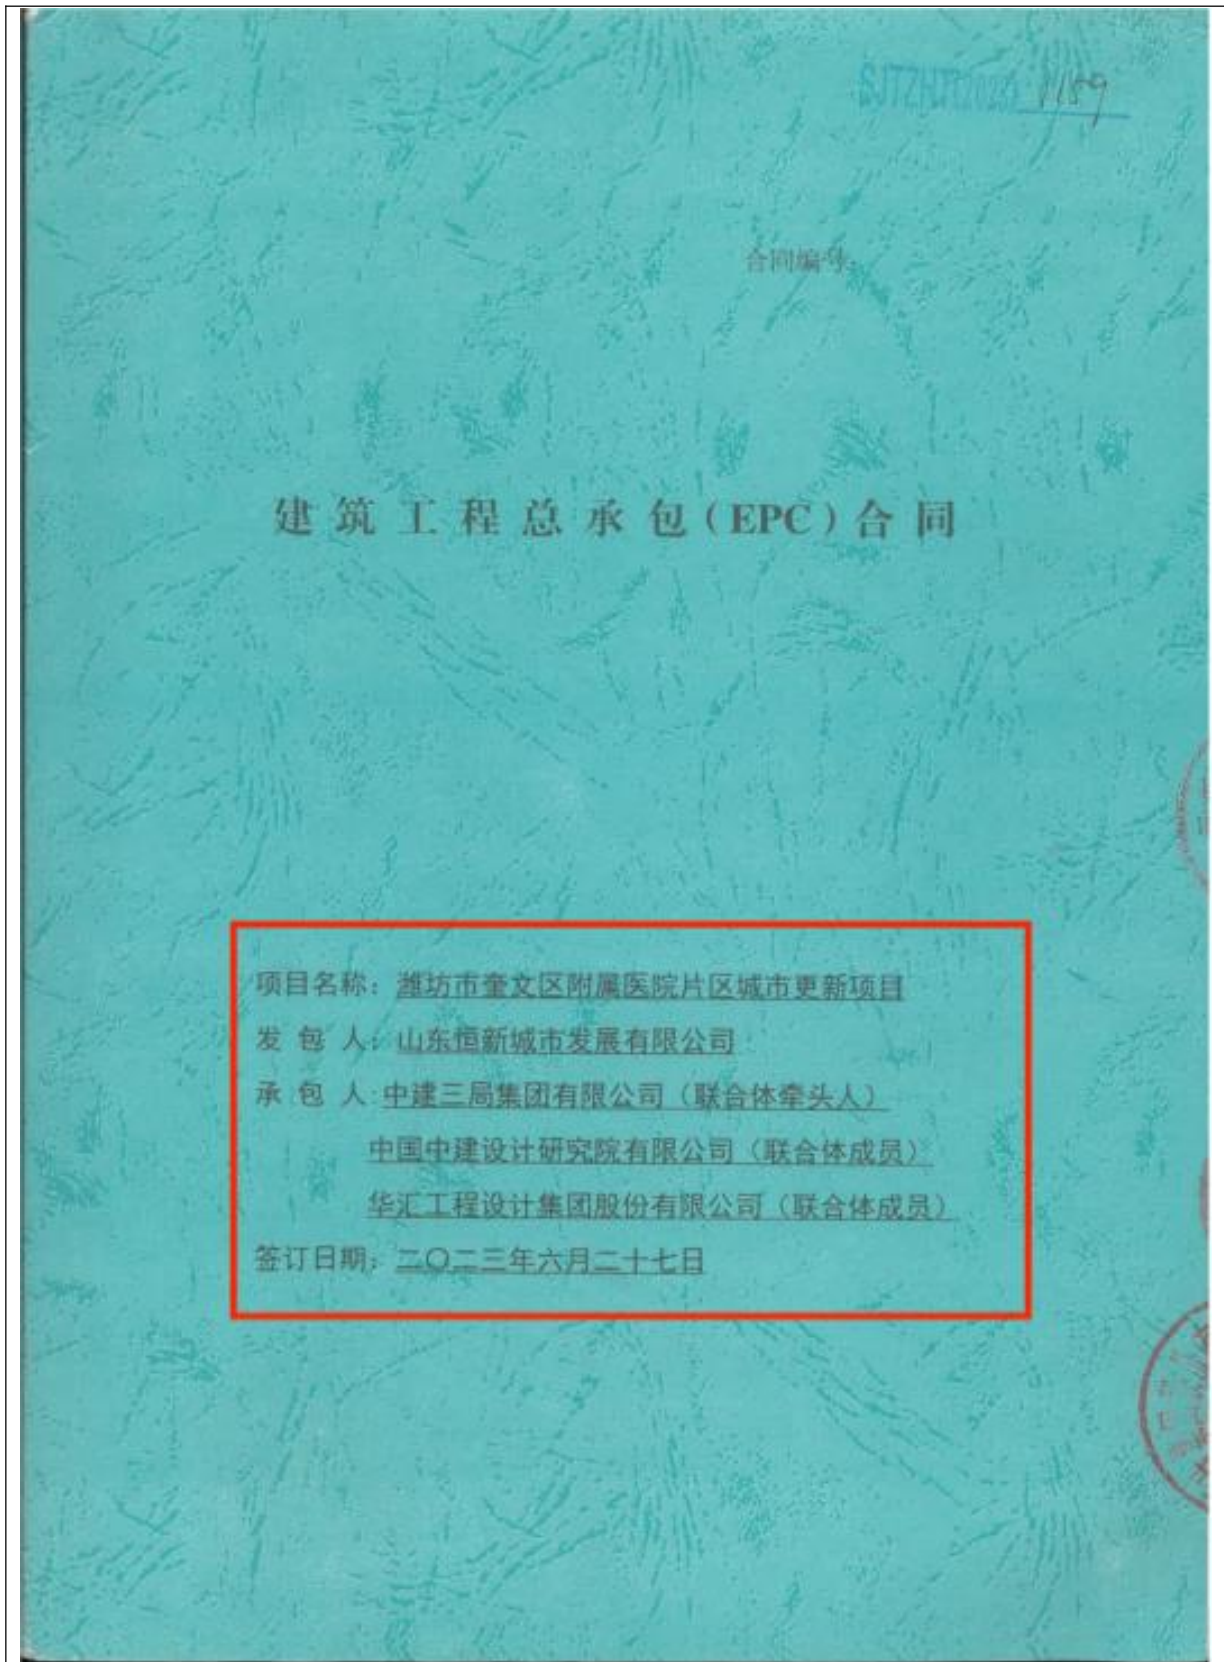 1159
合同编号:
建筑工程总承包(EPC)合同
项目名称：潍坊市奎文区附属医院片区城市更新项目
发包人：山东恒新城市发展有限公司
承包人:中建三局集团有限公司（联合体牵头人）
中国中建设计研究院有限公司（联合体成员）
华汇工程设计集团股份有限公司（联合体成员）
签订日期：二〇二三年六月二十七日